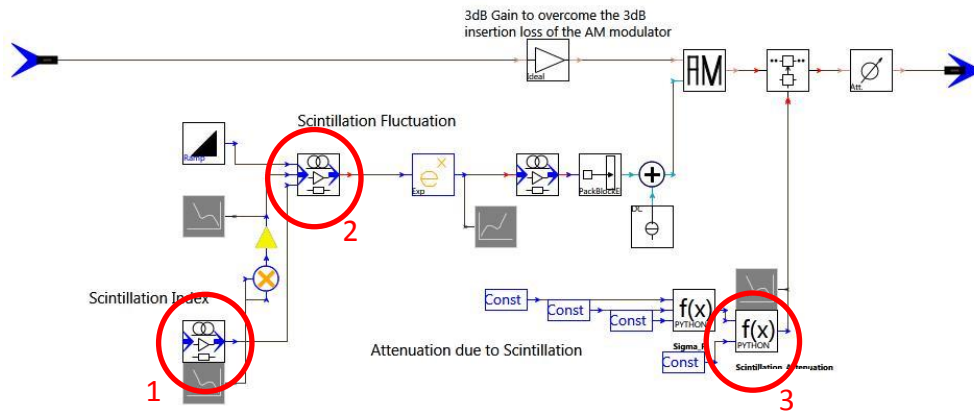 3dB Gain to overcome the 3dB
insertion loss of the AM modulator
Ideal
AM
Att.
Scintillation Fluctuation
Ramp
2
e x
Exp
PackBlockE
DC
Scintillation Index
1
Const
Const
Const
f(x)
PYTHON
f(x)
PYTHON
Attenuation due to Scintillation
Const
Scintillation_Attenuation
3